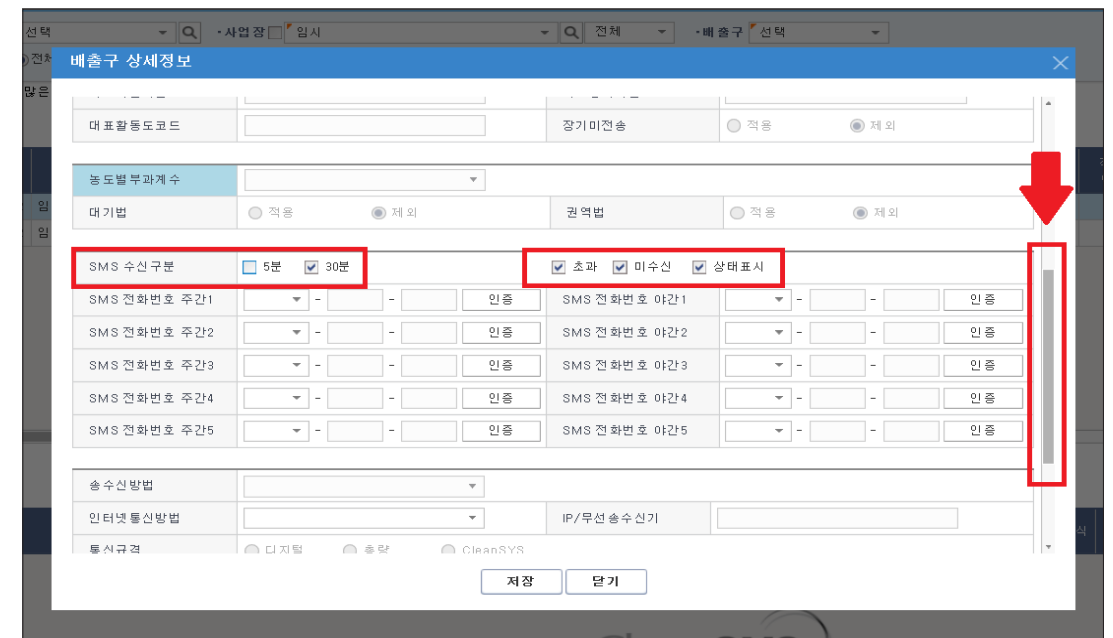 선택 ·사업장 임시 전체 ·배출구 선택
전체
배출구 상세정보
많은
대표활동도코드 장기미전송 적용 제외
농도별부과계수
대기법 적용 제외 권역법 적용 제외
임
임
SMS 수신구분 5분 30분 초과 미수신 상태표시
SMS 전화번호 주간1 - - 인증 SMS 전화번호 야간1 - - 인증
SMS 전화번호 주간2 - - 인증 SMS 전화번호 야간2 - - 인증
SMS 전화번호 주간3 - - 인증 SMS 전화번호 야간3 - - 인증
SMS 전화번호 주간4 - - 인증 SMS 전화번호 야간4 - - 인증
SMS 전화번호 주간5 - - 인증 SMS 전화번호 야간5 - - 인증
송수신방법
인터넷통신방법 IP/무선송수신기
식
통신규격 디지털 총량 CleanSYS
저장 닫기